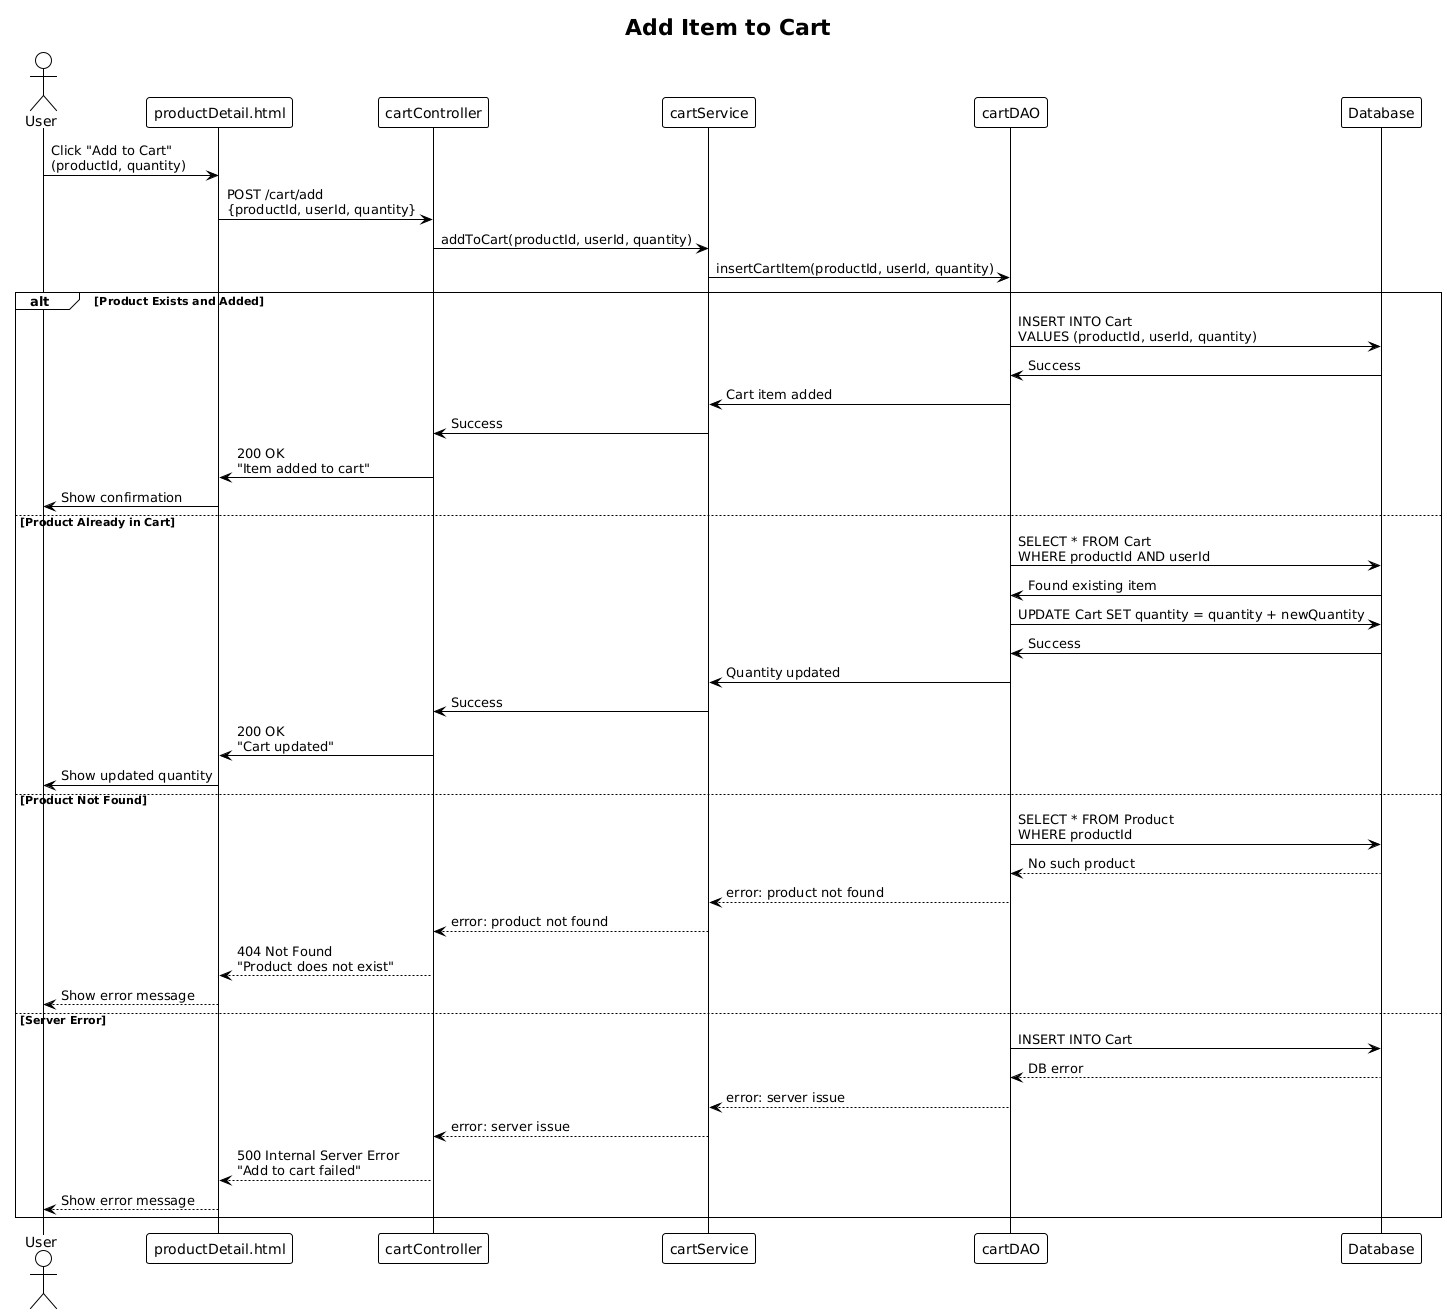 Add Item to Cart
User
productDetail.html
cartController
cartService
cartDAO
Database
Click "Add to Cart"
(productId, quantity)
POST /cart/add
{productId, userId, quantity}
addToCart(productId, userId, quantity)
insertCartItem(productId, userId, quantity)
alt [Product Exists and Added]
INSERT INTO Cart
VALUES (productId, userId, quantity)
Success
Cart item added
Success
200 OK
"Item added to cart"
Show confirmation
[Product Already in Cart]
SELECT * FROM Cart
WHERE productId AND userId
Found existing item
UPDATE Cart SET quantity = quantity + newQuantity
Success
Quantity updated
Success
200 OK
"Cart updated"
Show updated quantity
[Product Not Found]
SELECT * FROM Product
WHERE productId
No such product
error: product not found
error: product not found
404 Not Found
"Product does not exist"
Show error message
[Server Error]
INSERT INTO Cart
DB error
error: server issue
error: server issue
500 Internal Server Error
"Add to cart failed"
Show error message
User
productDetail.html
cartController
cartService
cartDAO
Database